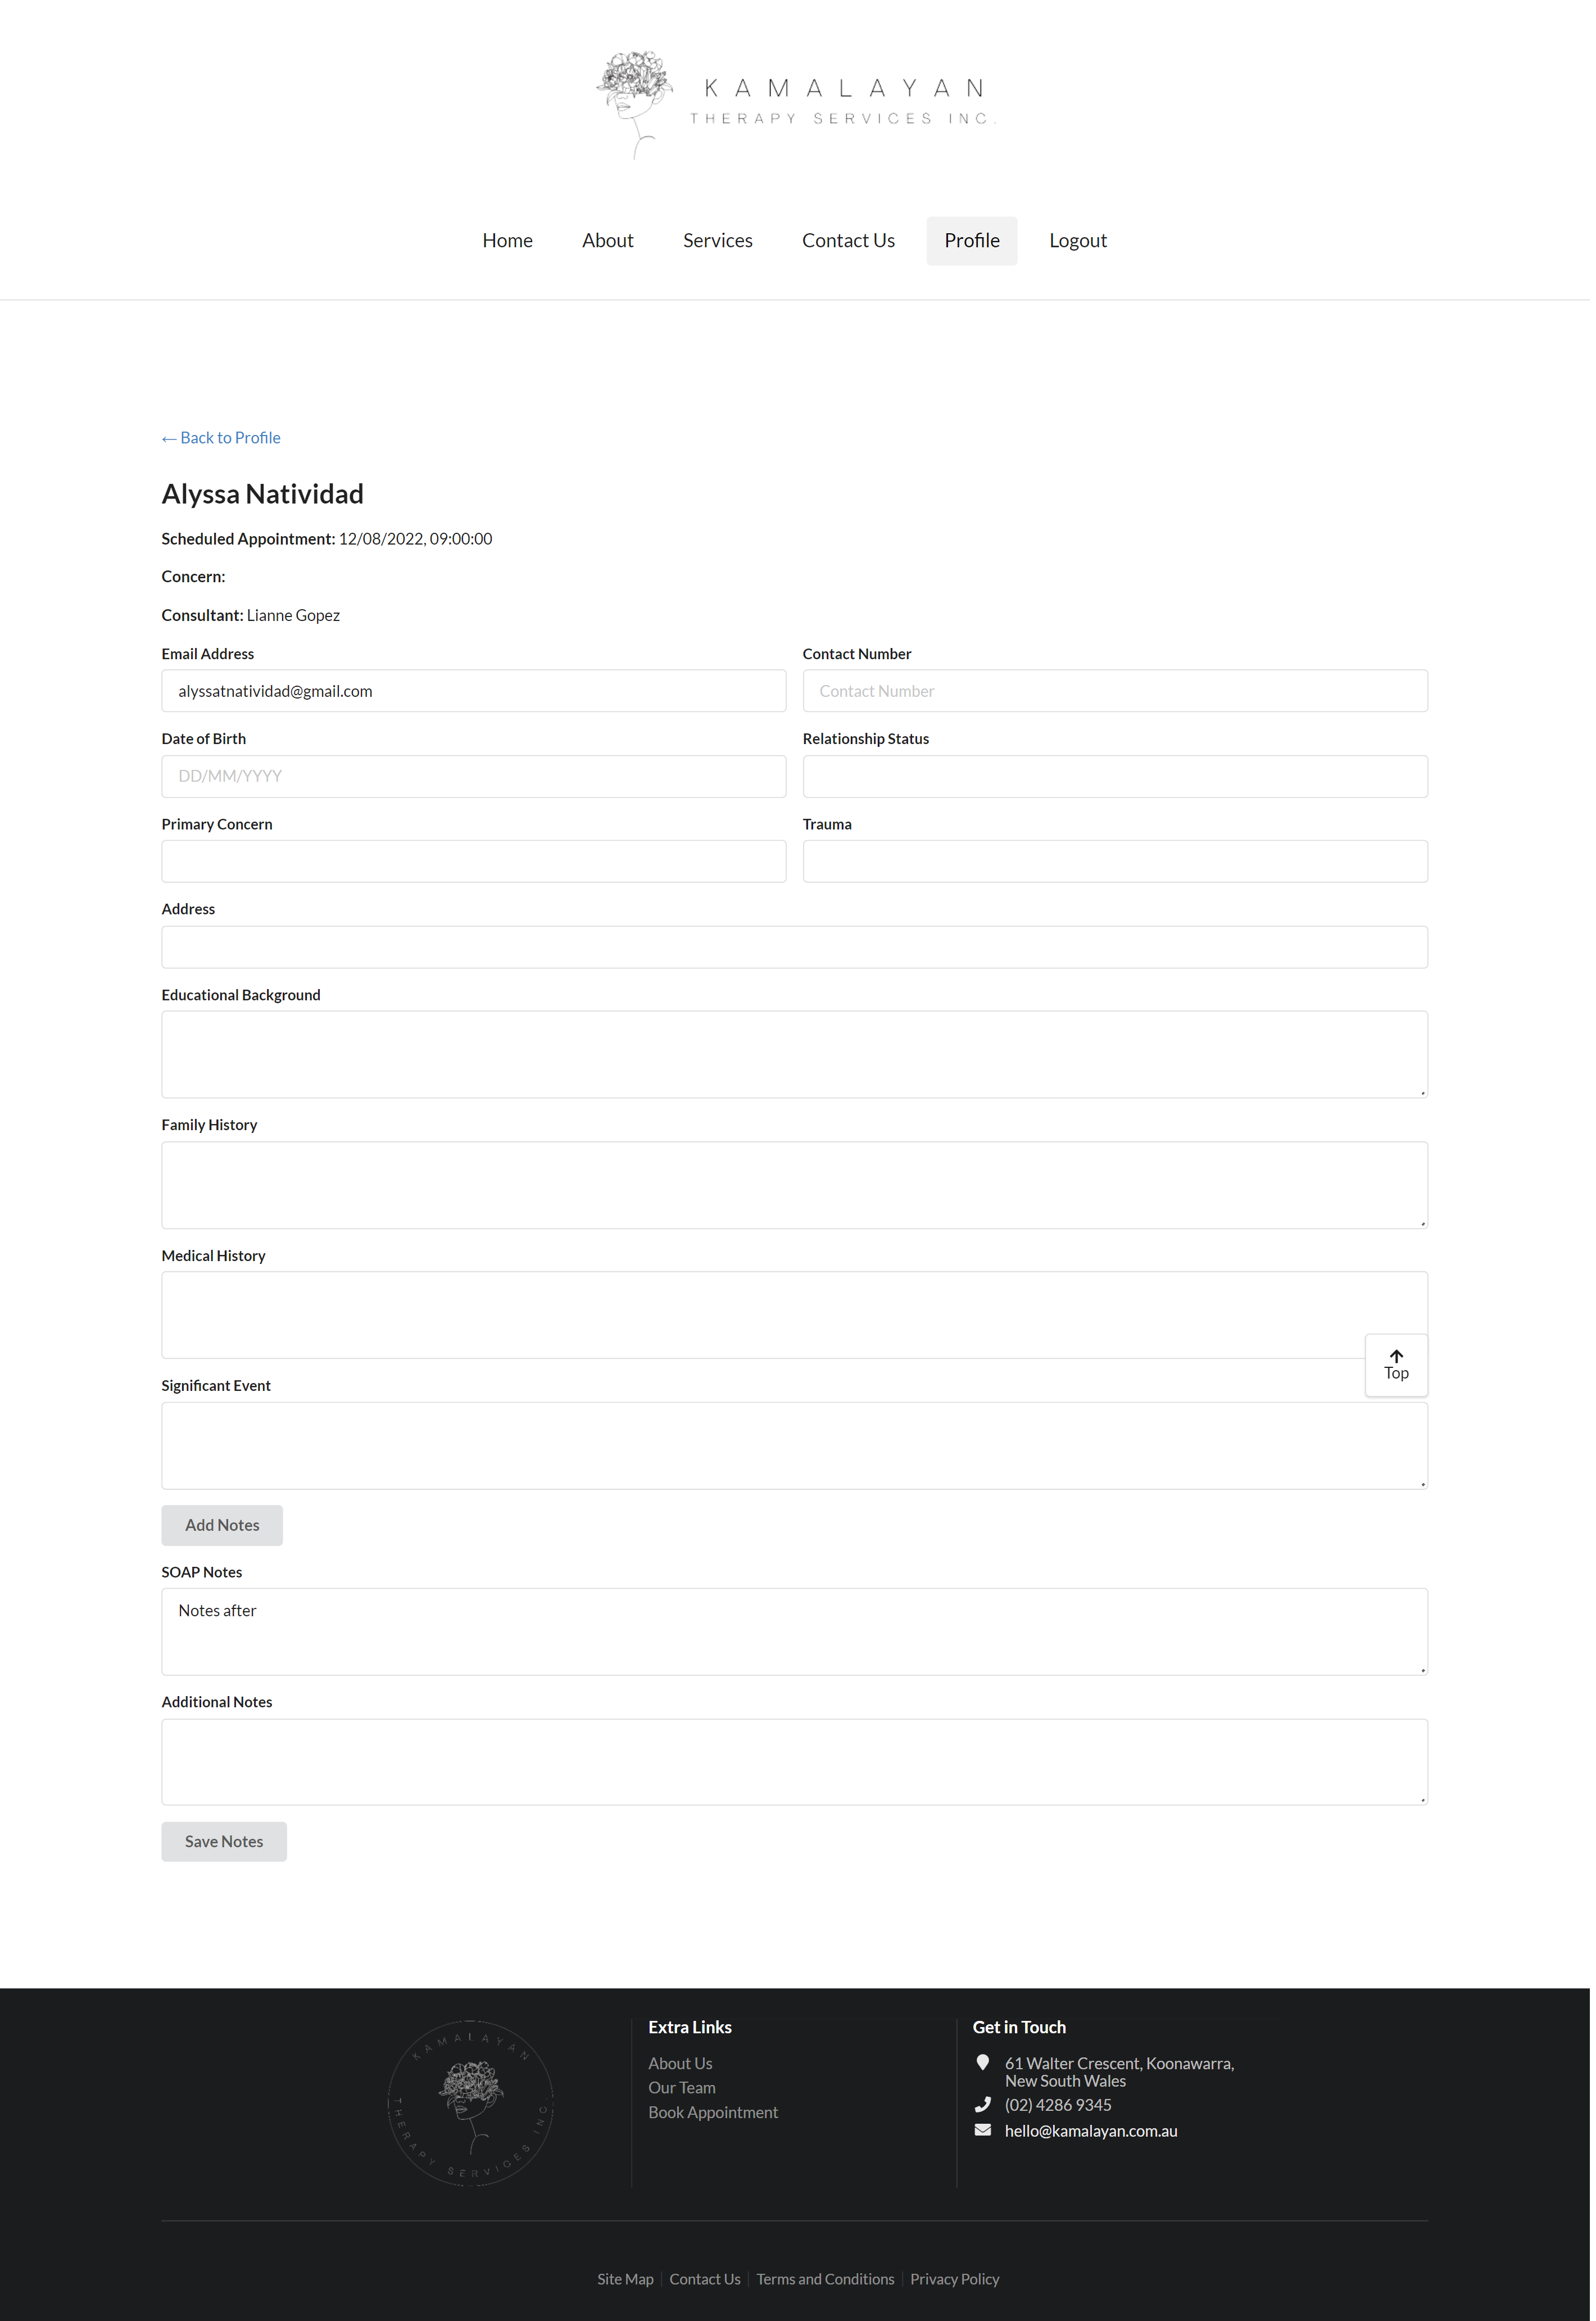 KAMALAYAN
THERAPY SERVICES INC.
Home About Services Contact Us Profile Logout
← Back to Profile
Alyssa Natividad
Scheduled Appointment: 12/08/2022, 09:00:00
Concern:
Consultant: Lianne Gopez
Email Address Contact Number
alyssatnatividad@gmail.com Contact Number
Date of Birth Relationship Status
DD/MM/YYYY
Primary Concern Trauma
Address
Educational Background
Family History
Medical History
Top
Significant Event
Add Notes
SOAP Notes
Notes after
Additional Notes
Save Notes
KAMALAYAN
THERAPY SERVICES INC
Extra Links
About Us
Our Team
Book Appointment
Get in Touch
61 Walter Crescent, Koonawarra,
New South Wales
(02) 4286 9345
hello@kamalayan.com.au
Site Map Contact Us Terms and Conditions Privacy Policy